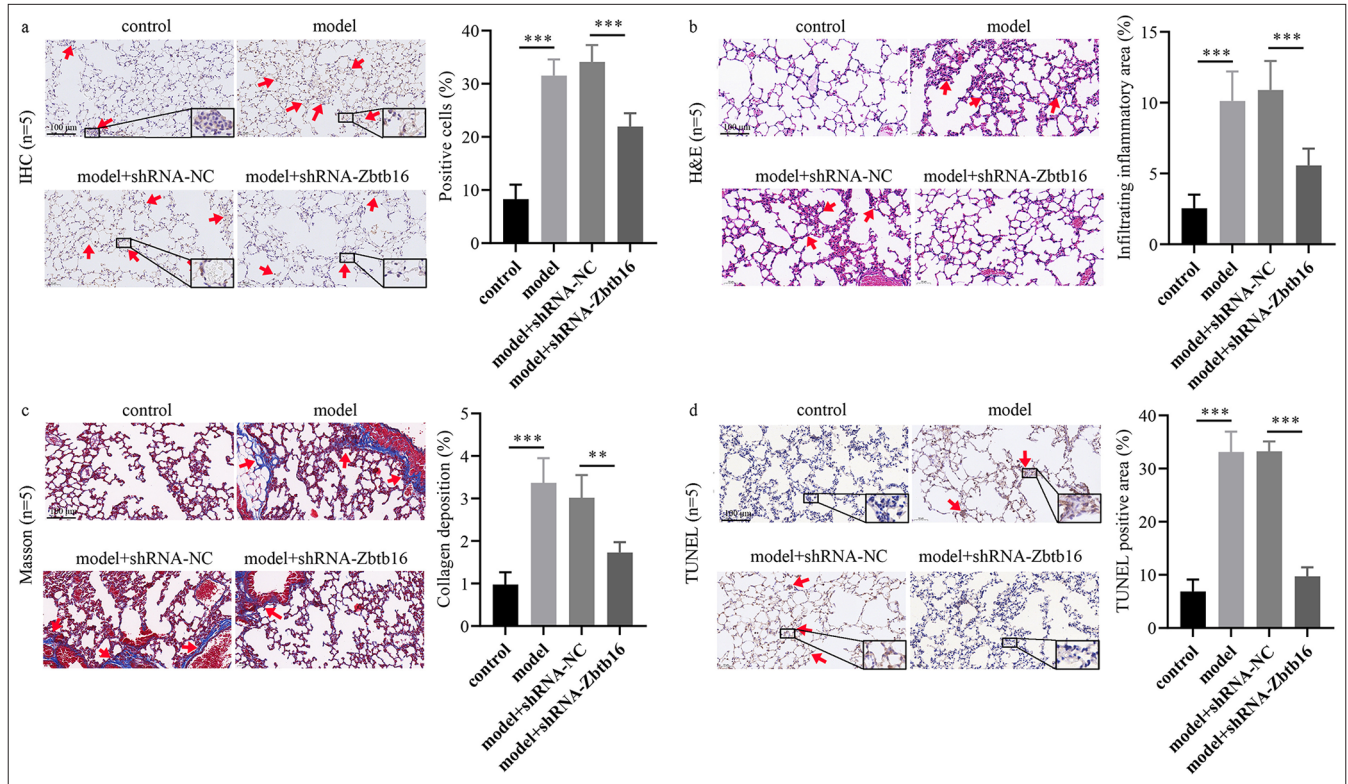 a
control
model
IHC (n=5)
100 μm
model+shRNA-NC
model+shRNA-Zbtb16
Positive cells (%)
40
30
20
10
0
***
***
control
model
model+shRNA-NC
model+shRNA-Zbtb16
b
control
model
H&E (n=5)
100 μm
model+shRNA-NC
model+shRNA-Zbtb16
Infiltrating inflammatory area (%)
15
10
5
0
***
***
control
model
model+shRNA-NC
model+shRNA-Zbtb16
c
control
model
Masson (n=5)
100 μm
model+shRNA-NC
model+shRNA-Zbtb16
Collagen deposition (%)
5
4
3
2
1
0
***
**
control
model
model+shRNA-NC
model+shRNA-Zbtb16
d
control
model
TUNEL (n=5)
100 μm
model+shRNA-NC
model+shRNA-Zbtb16
TUNEL positive area (%)
40
30
20
10
0
***
***
control
model
model+shRNA-NC
model+shRNA-Zbtb16